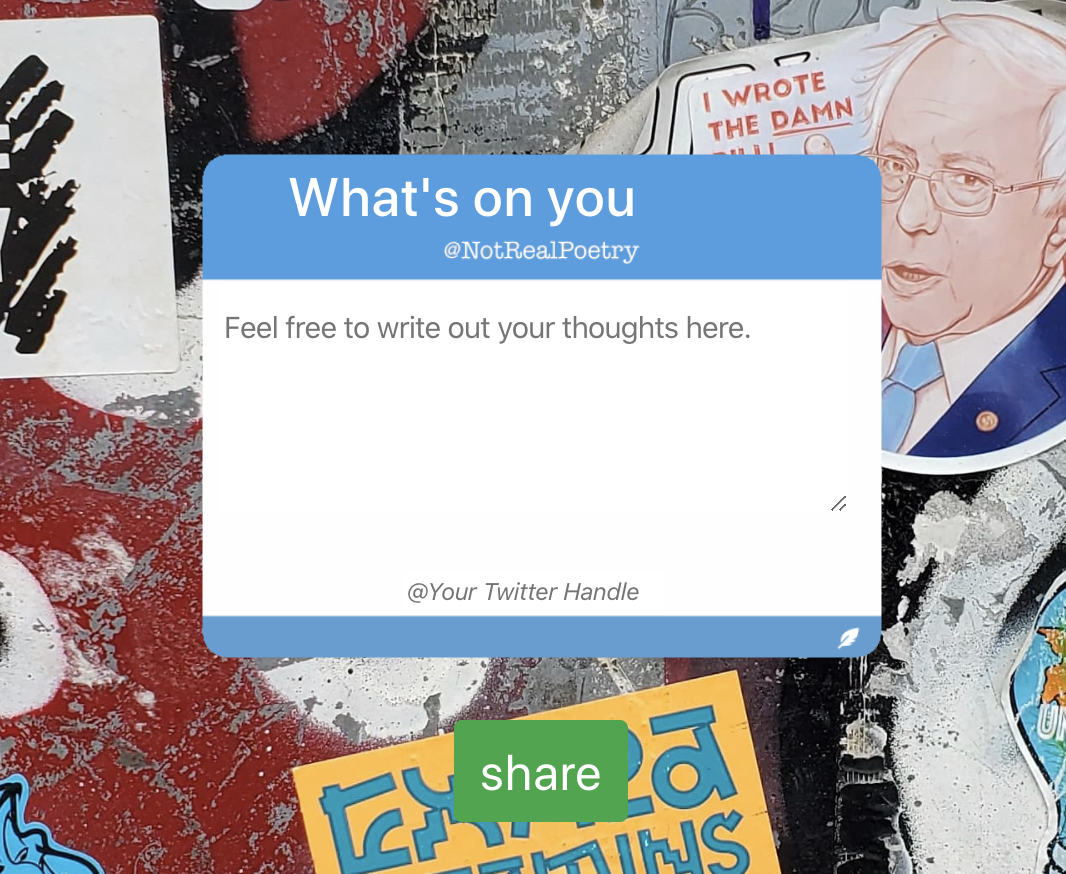 I WROTE
THE DAMN
What's on you
@NotRealPoetry
Feel free to write out your thoughts here.
@Your Twitter Handle
share